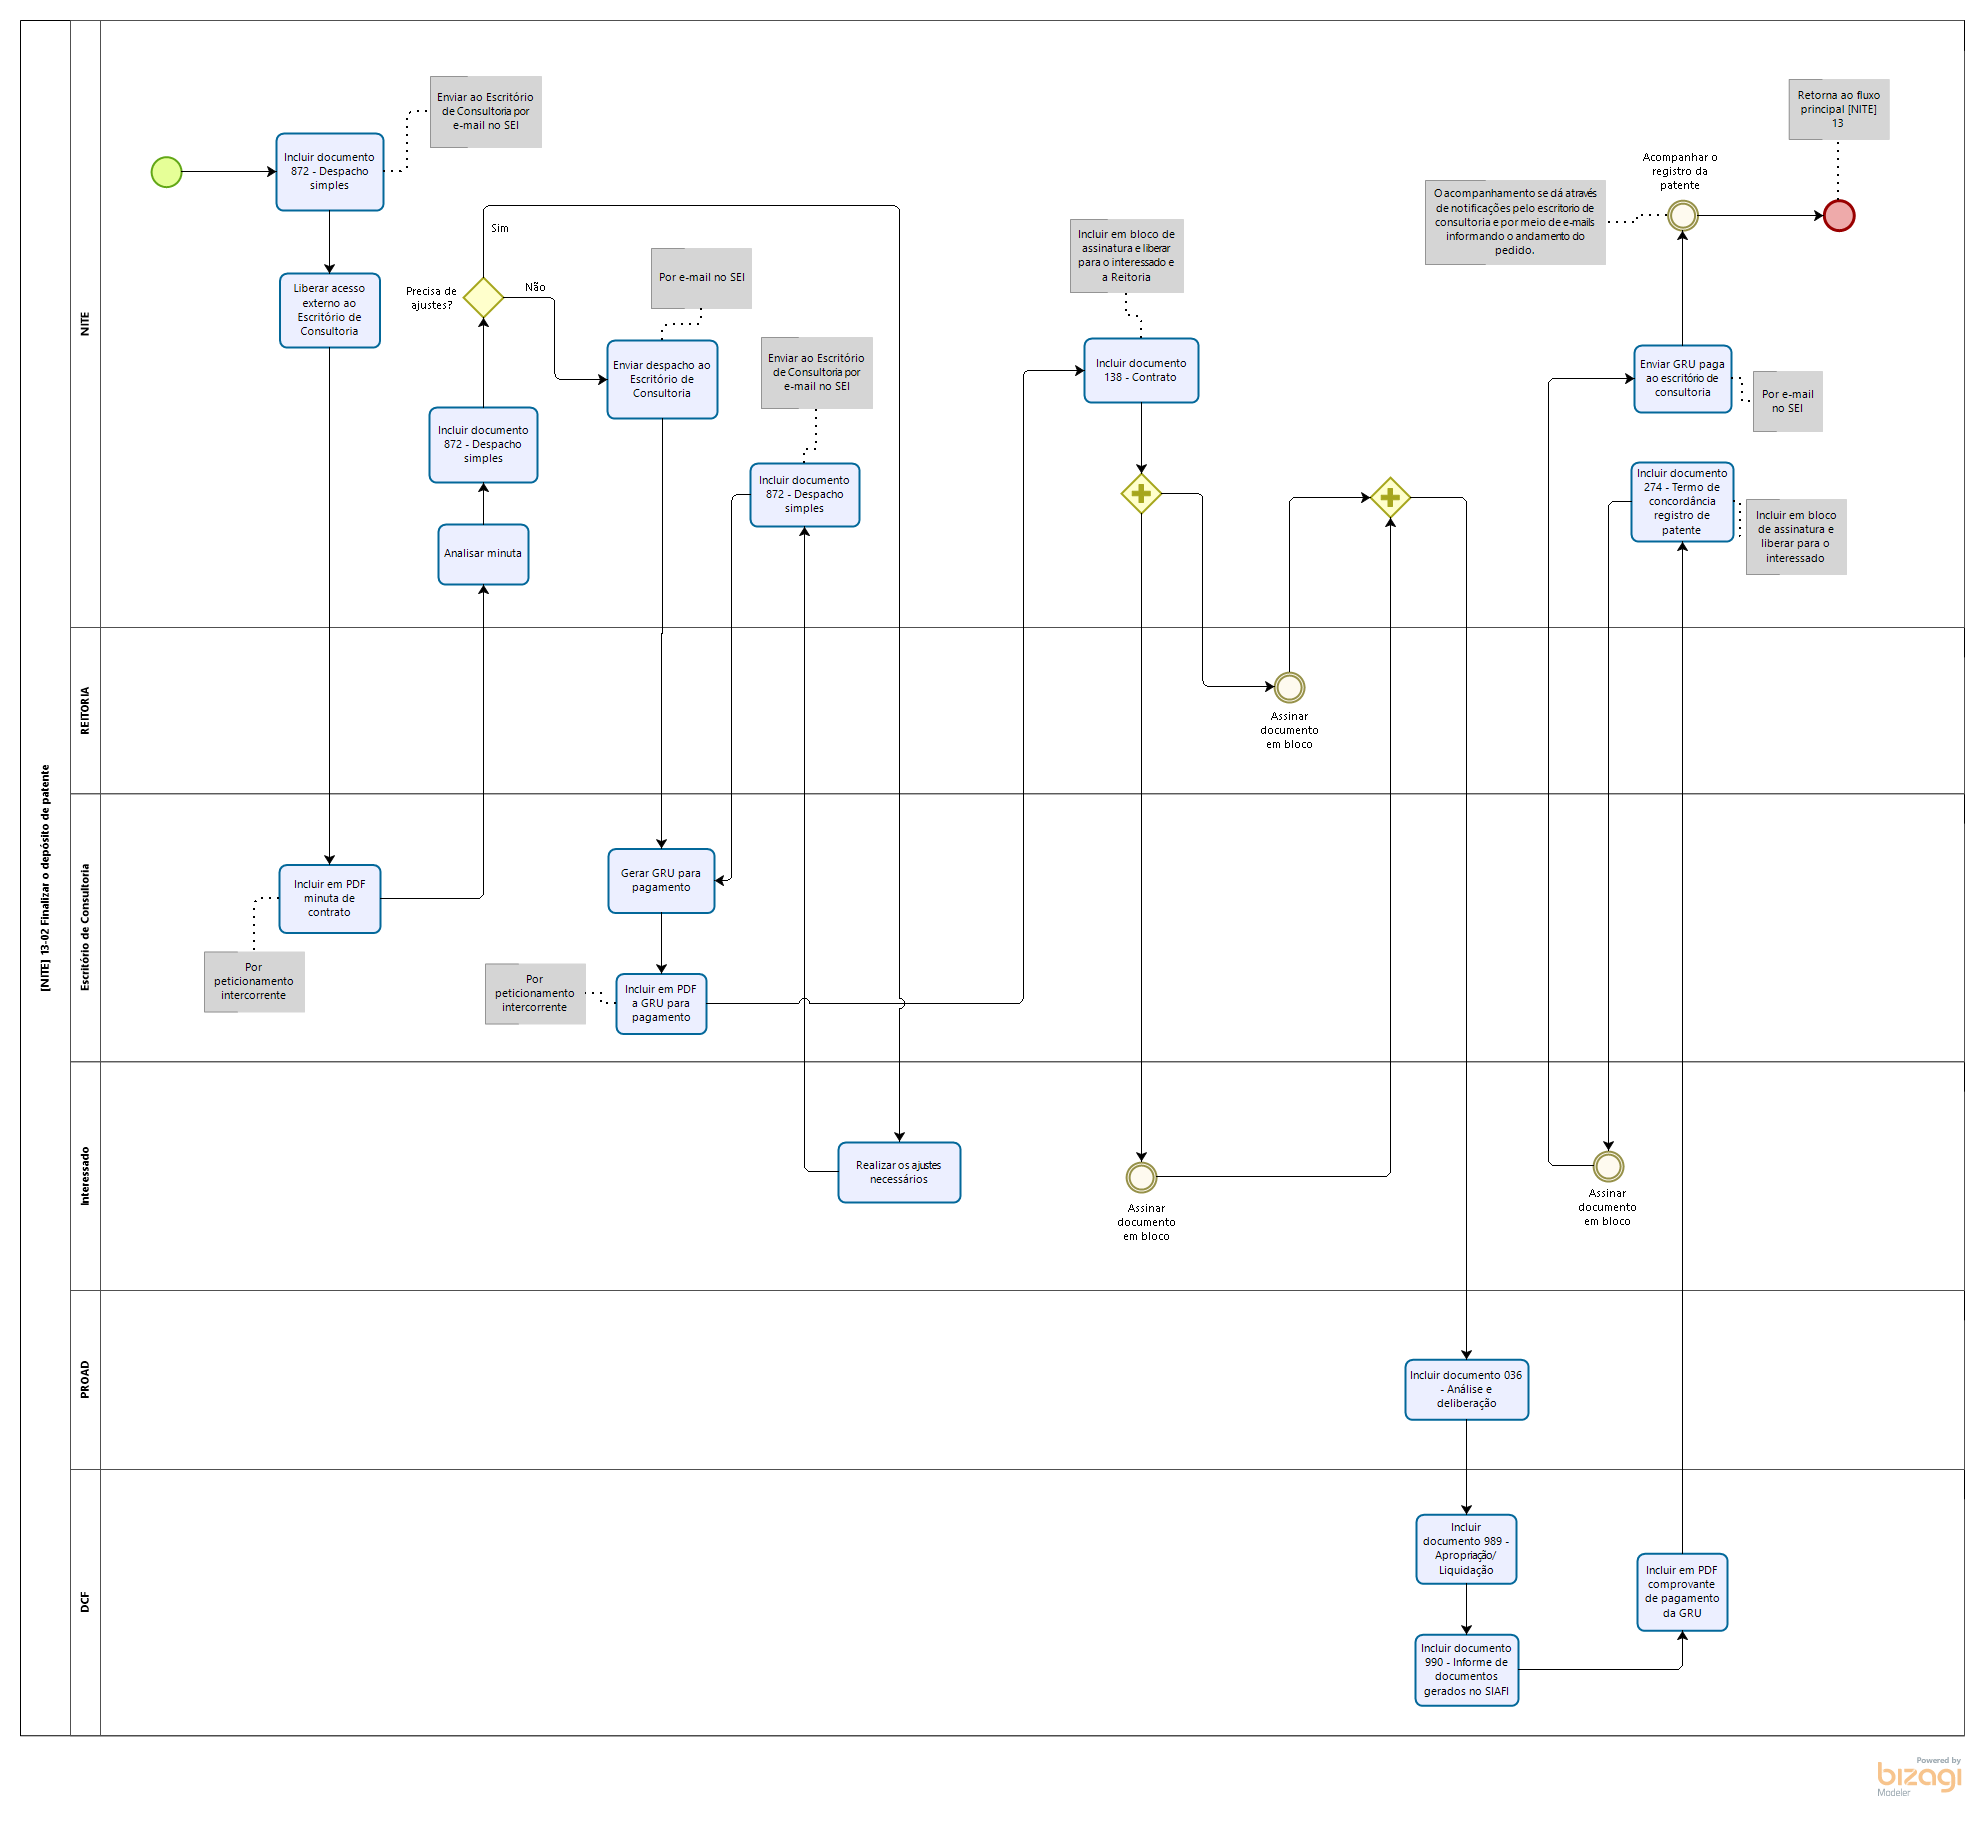 [NITE] 13-02 Finalizar o depósito de patente
NITE
Enviar ao Escritório
de Consultoria por
e-mail no SEI
Incluir documento
872 - Despacho
simples
Liberar acesso
externo ao
Escritório de
Consultoria
Sim
Precisa de
ajustes?
Não
Incluir documento
872 - Despacho
simples
Analisar minuta
Por e-mail no SEI
Enviar despacho ao
Escritório de
Consultoria
Enviar ao Escritório
de Consultoria por
e-mail no SEI
Incluir documento
872 - Despacho
simples
Incluir em bloco de
assinatura e liberar
para o interessado e
a Reitoria
Incluir documento
138 - Contrato
Retorna ao fluxo
principal [NITE]
13
Acompanhar o
registro da
patente
O acompanhamento se dá através
de notificações pelo escritorio de
consultoria e por meio de e-mails
informando o andamento do
pedido.
Enviar GRU paga
ao escritório de
consultoria
Por e-mail
no SEI
Incluir documento
274 - Termo de
concordância
registro de
patente
Incluir em bloco
de assinatura e
liberar para o
interessado
REITORIA
Assinar
documento
em bloco
Escritório de Consultoria
Incluir em PDF
minuta de
contrato
Por
peticionamento
intercorrente
Gerar GRU para
pagamento
Por
peticionamento
intercorrente
Incluir em PDF
a GRU para
pagamento
Interessado
Realizar os ajustes
necessários
Assinar
documento
em bloco
Assinar
documento
em bloco
PROAD
Incluir documento 036
- Análise e
deliberação
DCF
Incluir
documento 989 -
Apropriação/
Liquidação
Incluir documento
990 - Informe de
documentos
gerados no SIAFI
Incluir em PDF
comprovante
de pagamento
da GRU
Powered by
bizagi
Modeler